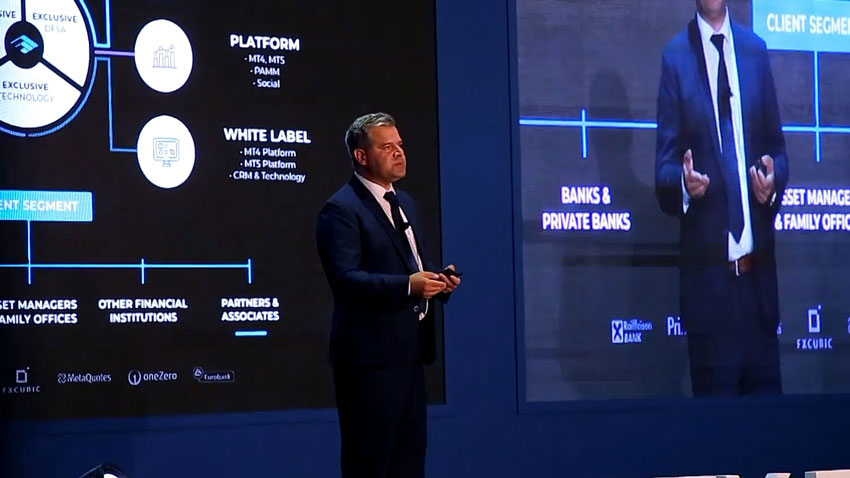 SIVE
EXCLUSIVE
DFSA
EXCLUSIVE
TECHNOLOGY
PLATFORM
• MT4, MT5
• PAMM
• Social
WHITE LABEL
• MT4 Platform
• MT5 Platform
• CRM & Technology
ENT SEGMENT
SSET MANAGERS
FAMILY OFFICES
OTHER FINANCIAL
INSTITUTIONS
PARTNERS &
ASSOCIATES
FXCUBIC
MetaQuotes
oneZero
Eurobank
CLIENT SEGME
BANKS &
PRIVATE BANKS
SSET MANAGE
& FAMILY OFFIC
Raiffeisen
BANK
Pri
FXCUBIC